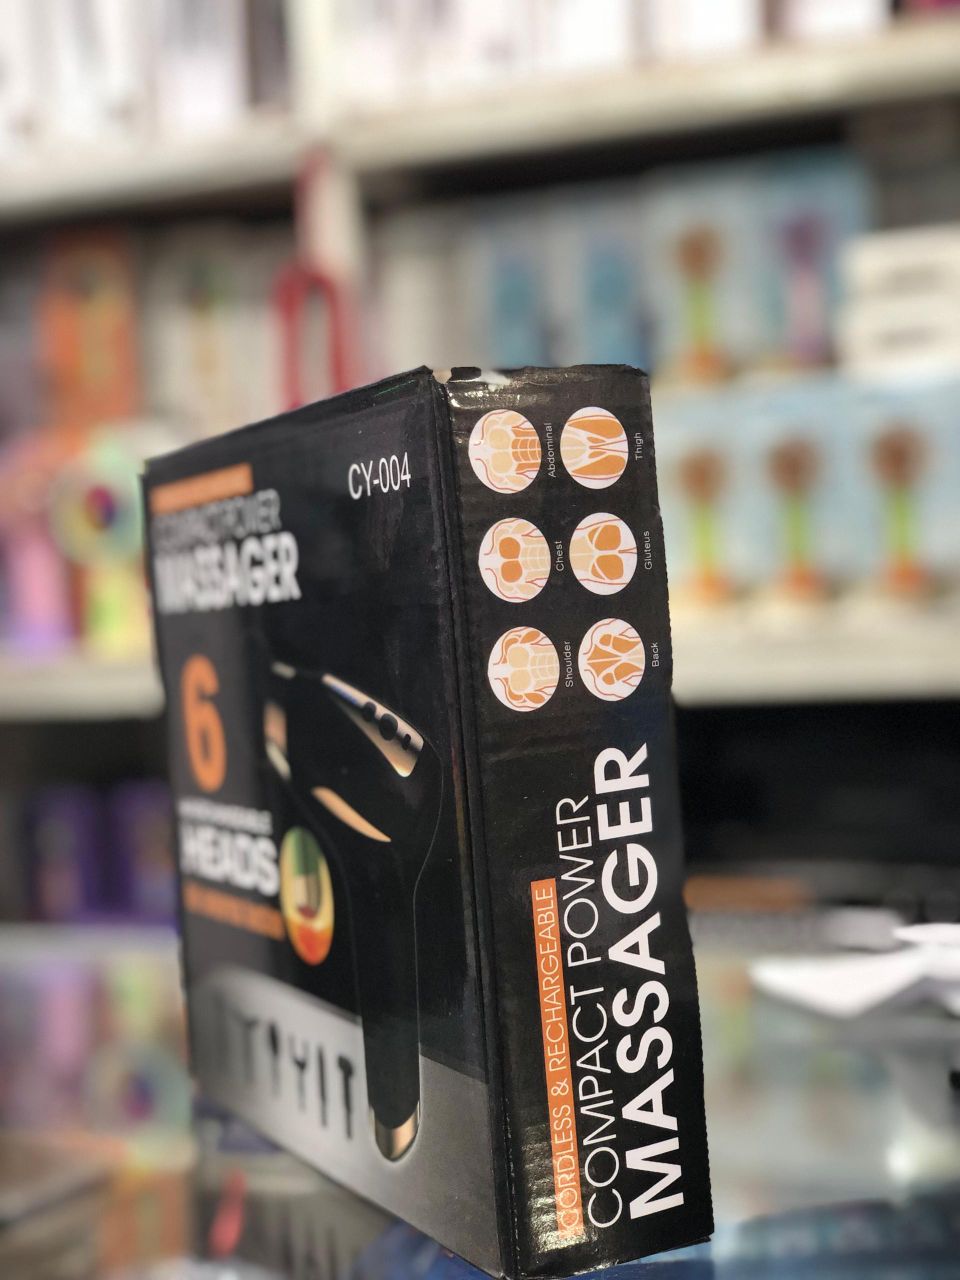 CY-004
COMPACT POWER
MASSAGER
6
HEADS
Abdominal
Thigh
Chest
Gluteus
Shoulder
Back
CORDLESS & RECHARGEABLE
COMPACT POWER
MASSAGER